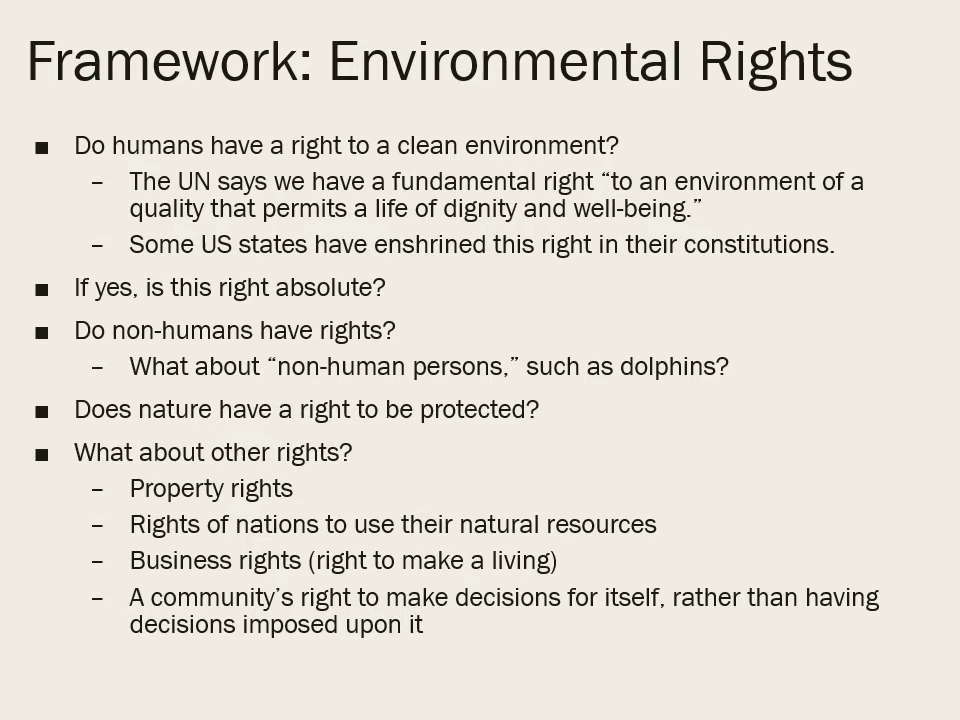 Framework: Environmental Rights
■ Do humans have a right to a clean environment?
– The UN says we have a fundamental right “to an environment of a
quality that permits a life of dignity and well-being.”
– Some US states have enshrined this right in their constitutions.
■ If yes, is this right absolute?
■ Do non-humans have rights?
– What about “non-human persons,” such as dolphins?
■ Does nature have a right to be protected?
■ What about other rights?
– Property rights
– Rights of nations to use their natural resources
– Business rights (right to make a living)
– A community’s right to make decisions for itself, rather than having
decisions imposed upon it